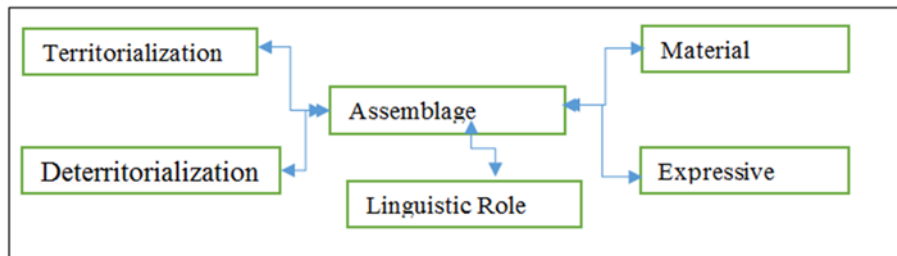 Territorialization
Material
Assemblage
Deterritorialization
Expressive
Linguistic Role